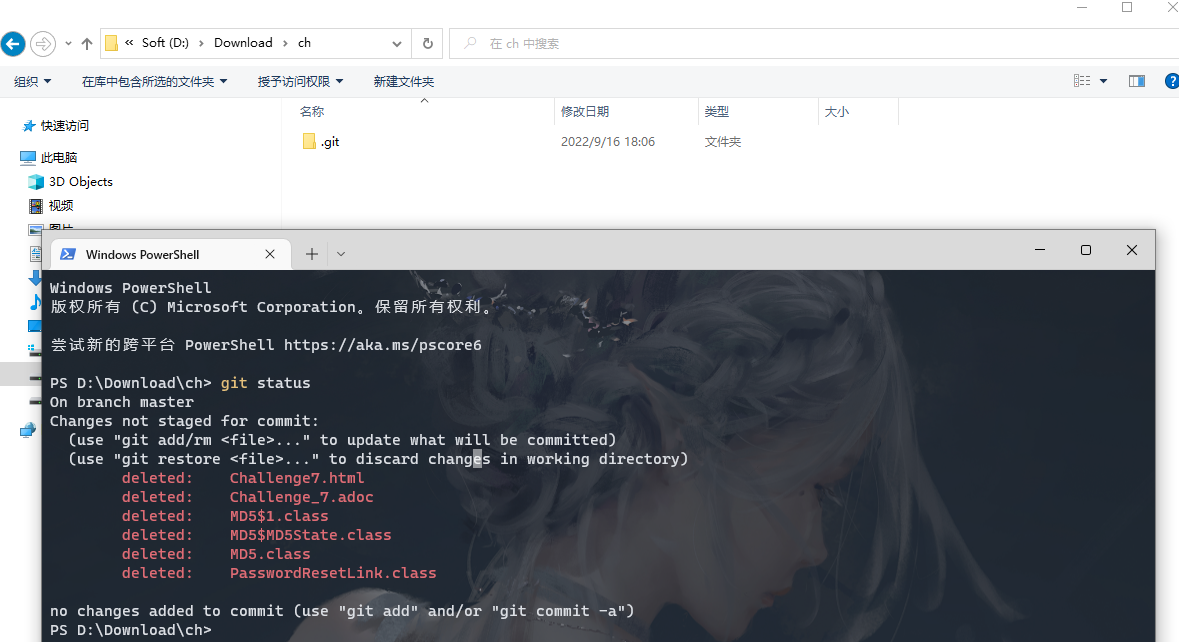 « Soft (D:) › Download › ch
在 ch 中搜索
组织 在库中包含所选的文件夹 授予访问权限 新建文件夹
名称 修改日期 类型 大小
快速访问
.git 2022/9/16 18:06 文件夹
此电脑
3D Objects
视频
图片
Windows PowerShell
Windows PowerShell
版权所有 (C) Microsoft Corporation。保留所有权利。
尝试新的跨平台 PowerShell https://aka.ms/pscore6
PS D:\Download\ch> git status
On branch master
Changes not staged for commit:
(use "git add/rm <file>..." to update what will be committed)
(use "git restore <file>..." to discard changes in working directory)
deleted: Challenge7.html
deleted: Challenge_7.adoc
deleted: MD5$1.class
deleted: MD5$MD5State.class
deleted: MD5.class
deleted: PasswordResetLink.class
no changes added to commit (use "git add" and/or "git commit -a")
PS D:\Download\ch>